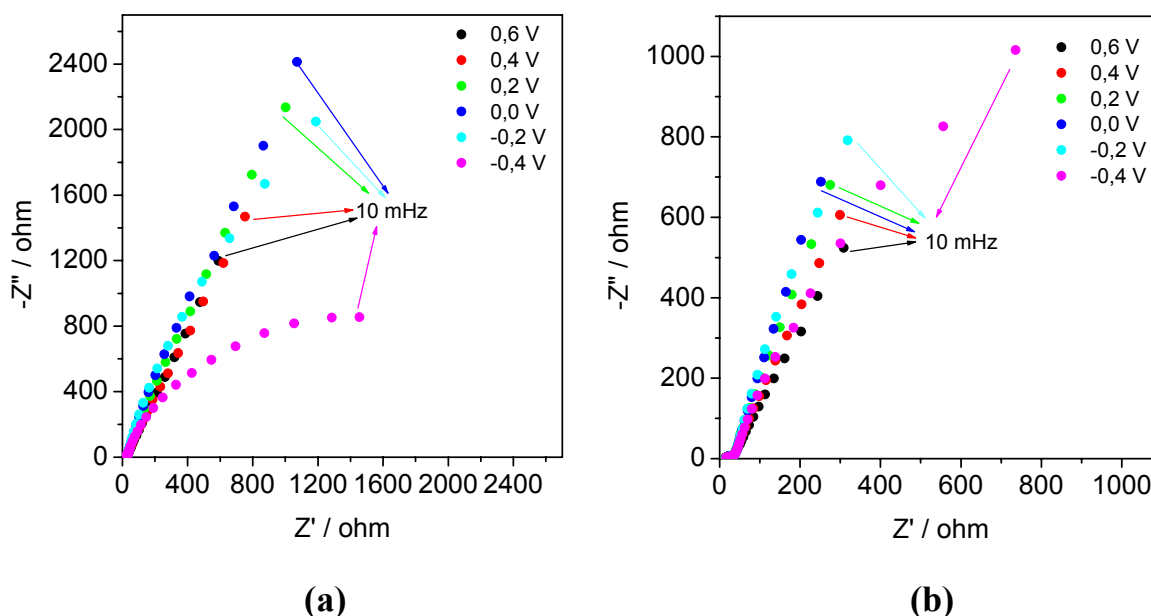 2400
2000
1600
1200
800
400
0
-Z" / ohm
0 400 800 1200 1600 2000 2400
Z' / ohm
0,6 V
0,4 V
0,2 V
0,0 V
-0,2 V
-0,4 V
10 mHz
(a)
1000
800
600
400
200
0
-Z" / ohm
0 200 400 600 800 1000
Z' / ohm
0,6 V
0,4 V
0,2 V
0,0 V
-0,2 V
-0,4 V
10 mHz
(b)